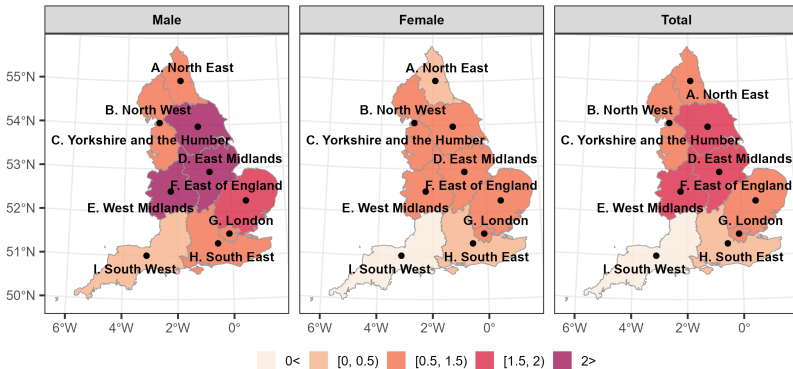 Male Female Total
A. North East
B. North West
C. Yorkshire and the Humber
D. East Midlands
F. East of England
E. West Midlands
G. London
H. South East
I. South West
A. North East
B. North West
C. Yorkshire and the Humber
D. East Midlands
F. East of England
E. West Midlands
G. London
H. South East
I. South West
A. North East
B. North West
C. Yorkshire and the Humber
D. East Midlands
F. East of England
E. West Midlands
G. London
H. South East
I. South West
55°N
54°N
53°N
52°N
51°N
50°N
6°W 4°W 2°W 0° 6°W 4°W 2°W 0° 6°W 4°W 2°W 0°
0< [0, 0.5) [0.5, 1.5) [1.5, 2) 2>